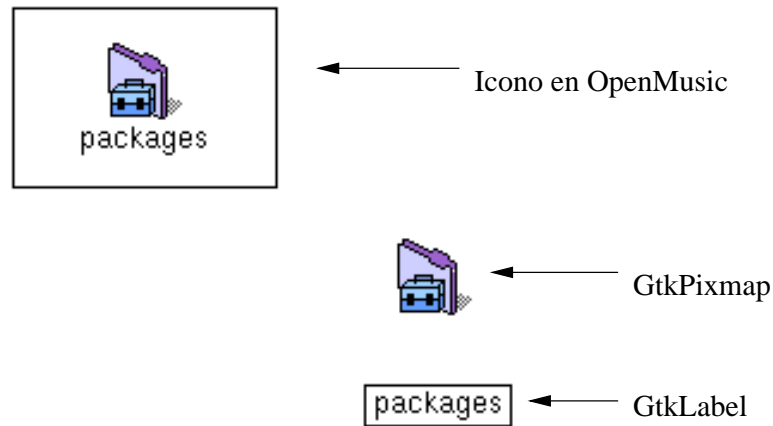 Icono en OpenMusic
packages
GtkPixmap
packages
GtkLabel